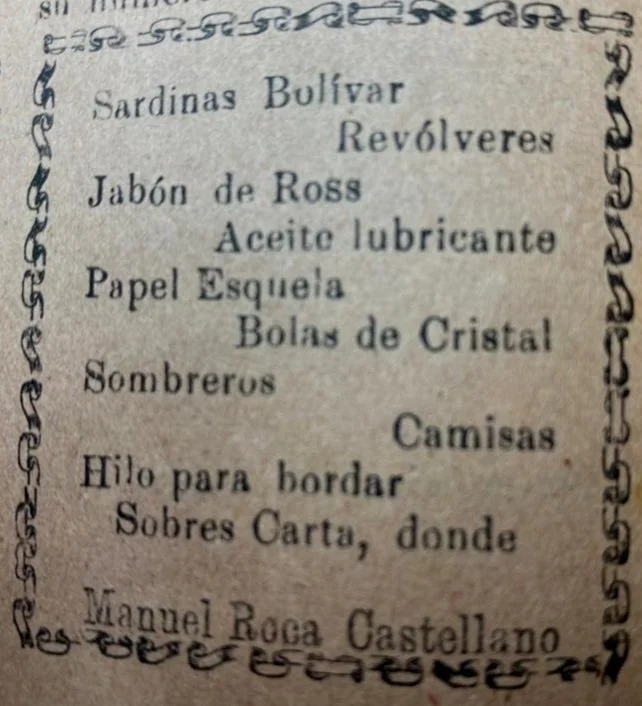 Sardinas Bolívar
Revólveres
Jabón de Ross
Aceite lubricante
Papel Esquela
Bolas de Cristal
Sombreros
Camisas
Hilo para bordar
Sobres Carta, donde
Manuel Roca Castellano